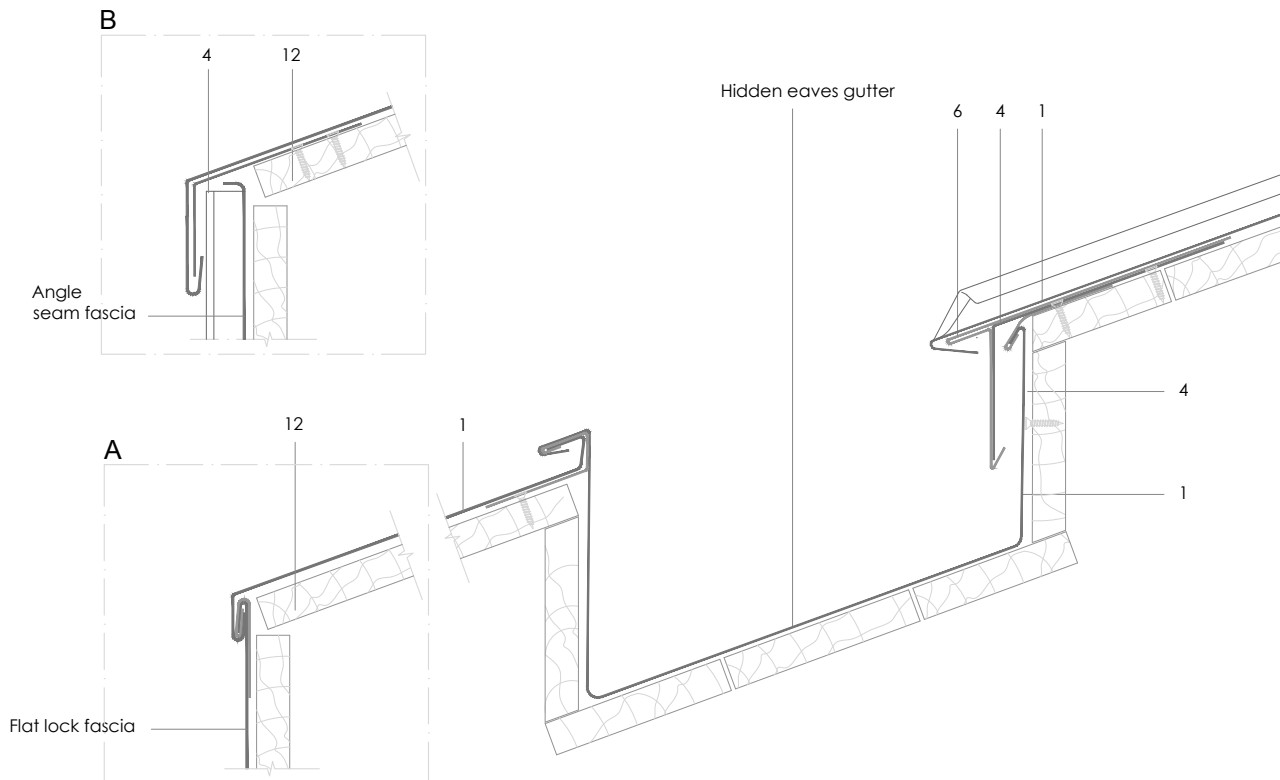 B
4 12
Angle
seam fascia
Hidden eaves gutter
6 4 1
4
1
A
12 1
Flat lock fascia